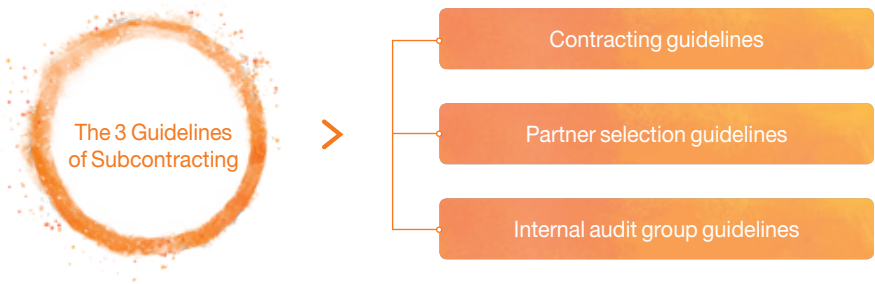 The 3 Guidelines
of Subcontracting
Contracting guidelines
Partner selection guidelines
Internal audit group guidelines